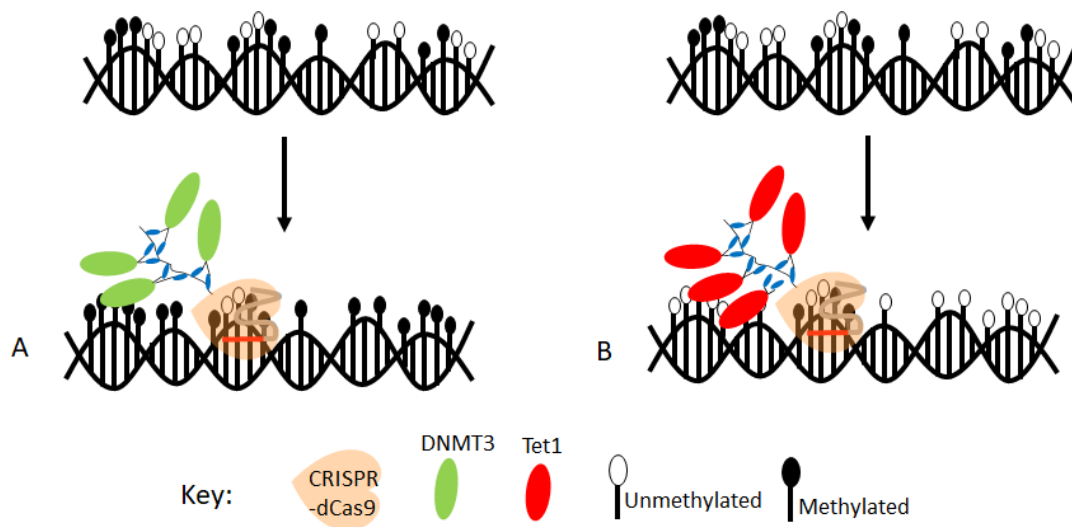 A
B
DNMT3
Tet1
Key:
CRISPR
-dCas9
Unmethylated
Methylated